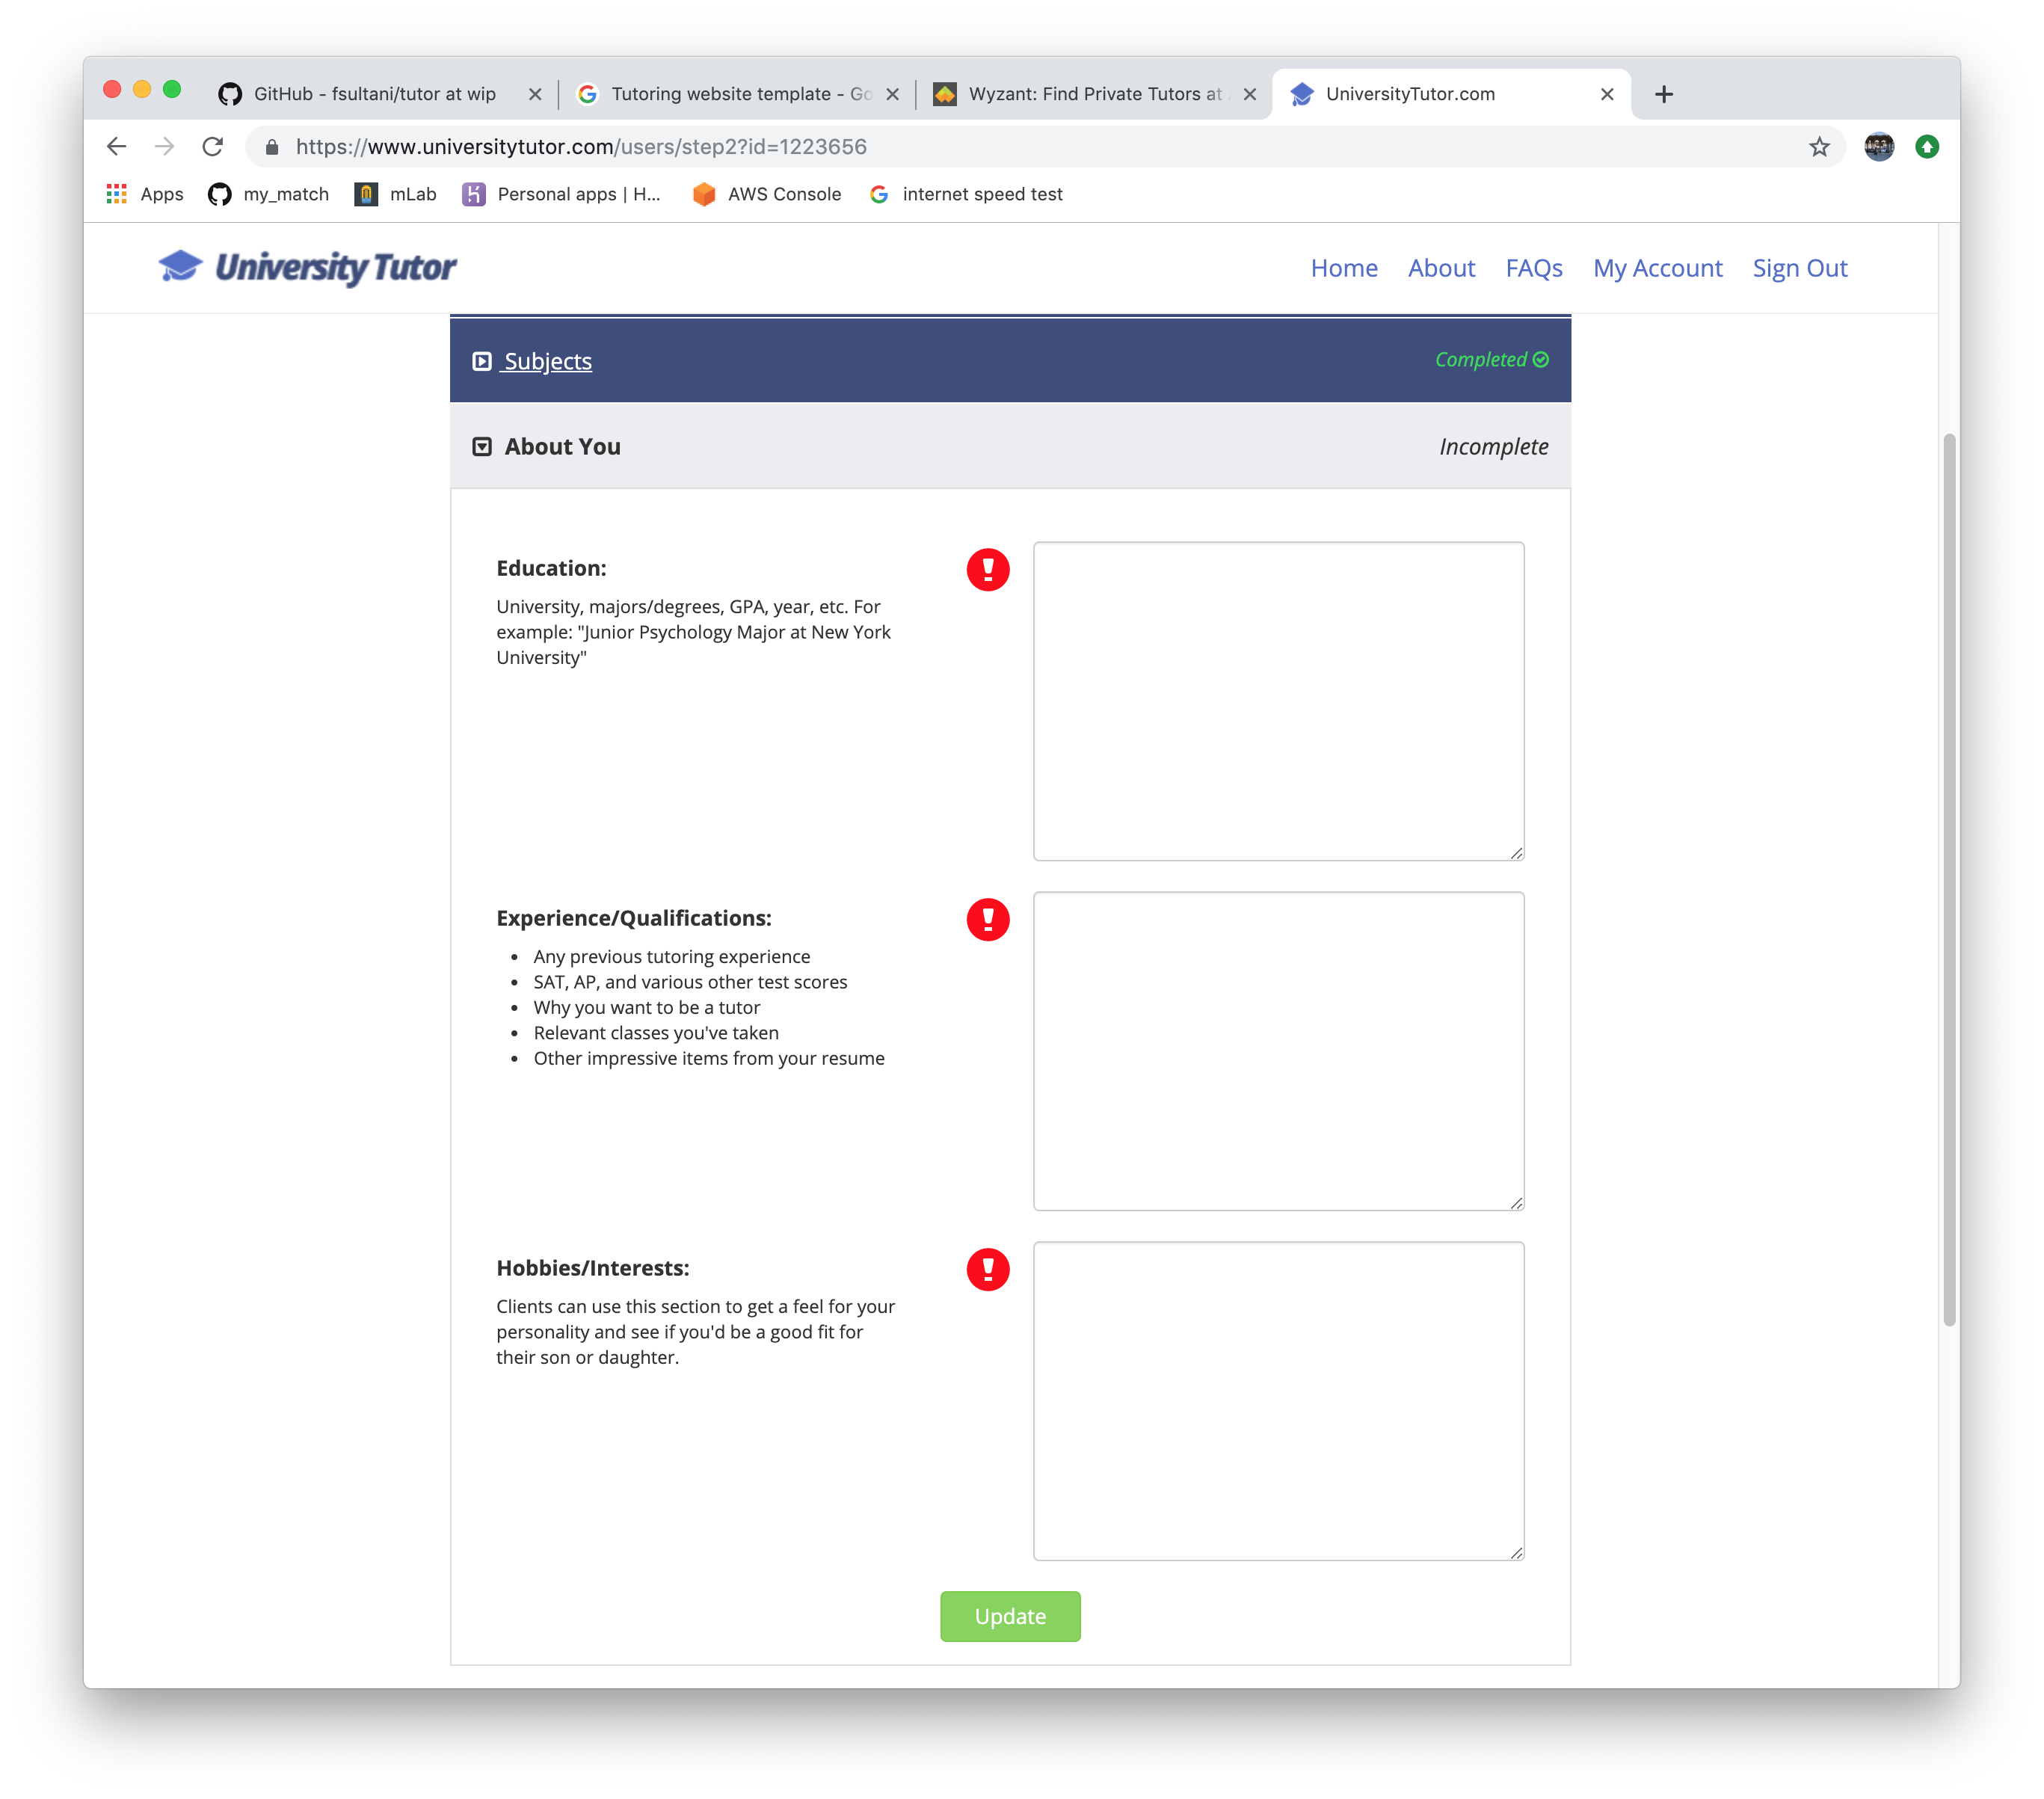 GitHub - fsultani/tutor at wip
Tutoring website template - Go
Wyzant: Find Private Tutors at
UniversityTutor.com
https://www.universitytutor.com/users/step2?id=1223656
Apps
my_match
mLab
Personal apps | H...
AWS Console
internet speed test
University Tutor
Home
About
FAQs
My Account
Sign Out
Subjects
Completed
About You
Incomplete
Education:
University, majors/degrees, GPA, year, etc. For
example: "Junior Psychology Major at New York
University"
Experience/Qualifications:
• Any previous tutoring experience
• SAT, AP, and various other test scores
• Why you want to be a tutor
• Relevant classes you've taken
• Other impressive items from your resume
Hobbies/Interests:
Clients can use this section to get a feel for your
personality and see if you'd be a good fit for
their son or daughter.
Update